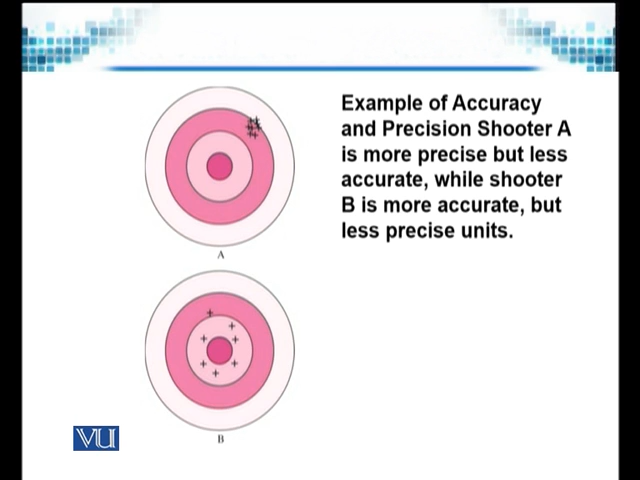 Example of Accuracy
and Precision Shooter A
is more precise but less
accurate, while shooter
B is more accurate, but
less precise units.
A
B
VU